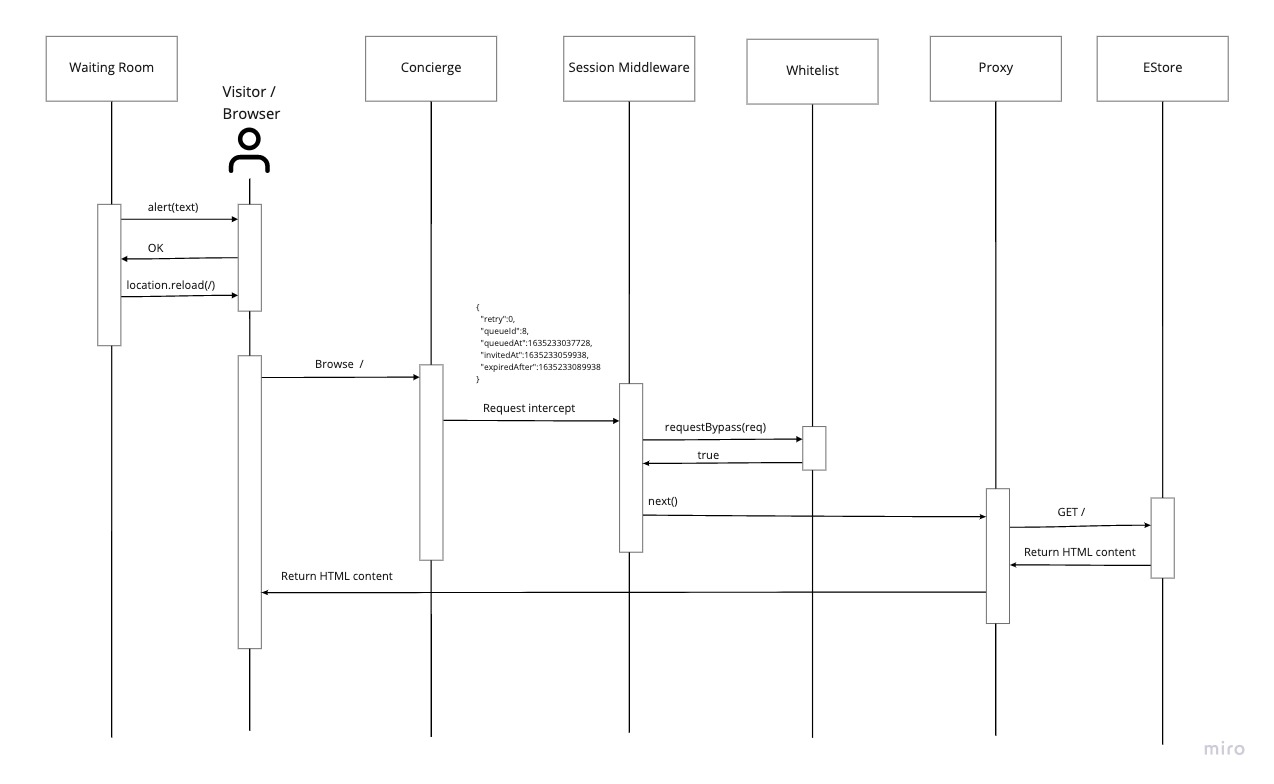 Waiting Room
Visitor /
Browser
Concierge
Session Middleware
Whitelist
Proxy
EStore
alert(text)
OK
location.reload(/)
{
"retry":0,
"queueId":8,
"queuedAt":1635233037728,
"invitedAt":1635233059938,
"expiredAfter":1635233089938
}
Browse /
Request intercept
requestBypass(req)
true
next()
GET /
Return HTML content
Return HTML content
miro